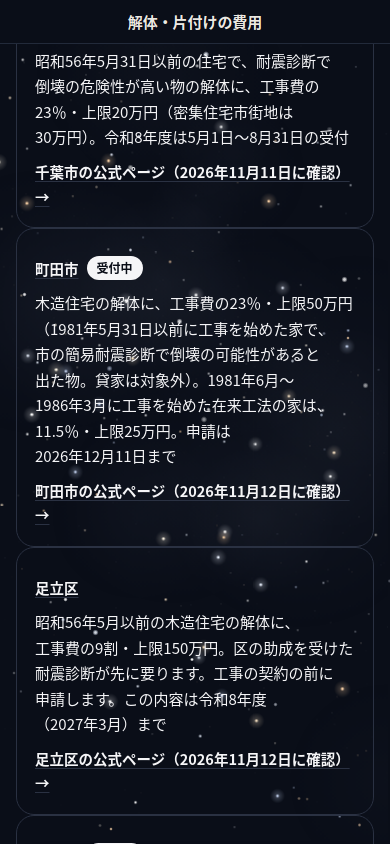 解体・片付けの費用
昭和56年5月31日以前の住宅で、耐震診断で
倒壊の危険性が高い物の解体に、工事費の
23%・上限20万円（密集住宅市街地は
30万円）。令和8年度は5月1日〜8月31日の受付
千葉市の公式ページ（2026年11月11日に確認）
→
町田市 受付中
木造住宅の解体に、工事費の23%・上限50万円
（1981年5月31日以前に工事を始めた家で、
市の簡易耐震診断で倒壊の可能性があると
出た物。貸家は対象外）。1981年6月〜
1986年3月に工事を始めた在来工法の家は、
11.5%・上限25万円。申請は
2026年12月11日まで
町田市の公式ページ（2026年11月12日に確認）
→
足立区
昭和56年5月以前の木造住宅の解体に、
工事費の9割・上限150万円。区の助成を受けた
耐震診断が先に要ります。工事の契約の前に
申請します。この内容は令和8年度
（2027年3月）まで
足立区の公式ページ（2026年11月12日に確認）
→